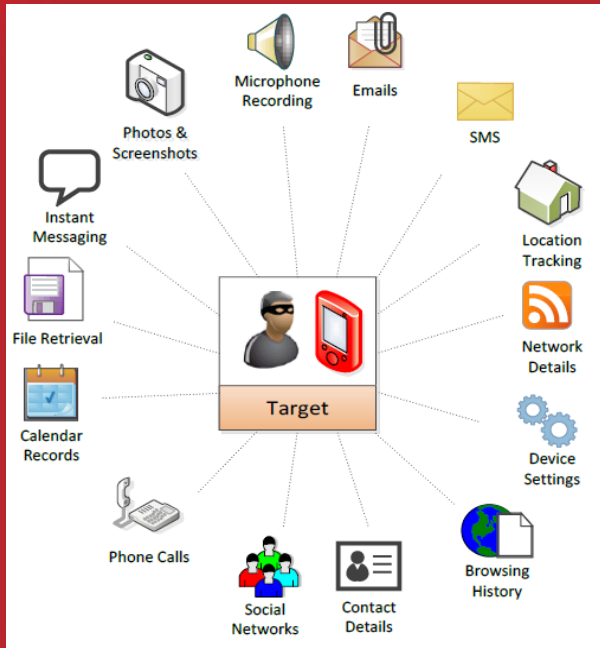 Microphone
Recording
Emails
SMS
Photos &
Screenshots
Instant
Messaging
Location
Tracking
File Retrieval
Network
Details
Target
Calendar
Records
Device
Settings
Phone Calls
Browsing
History
Social
Networks
Contact
Details